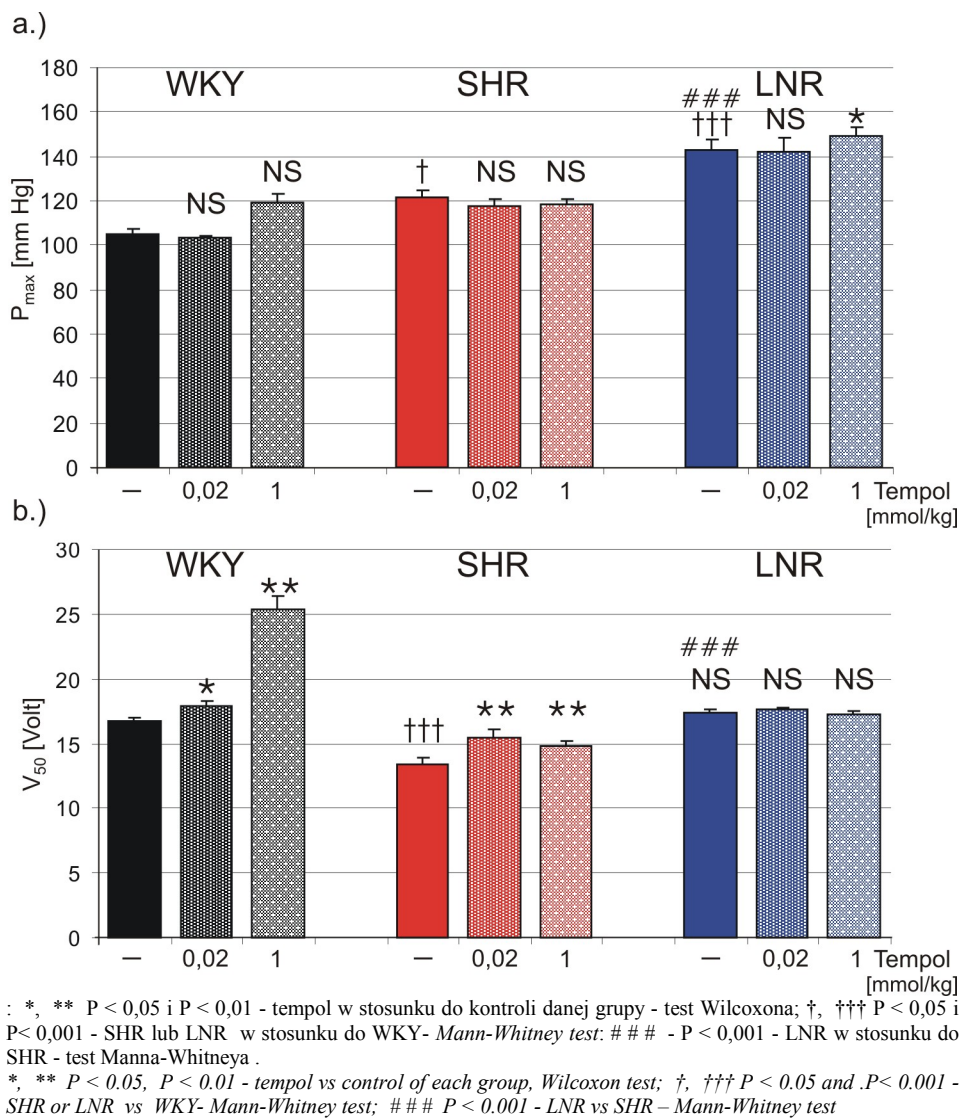 a.)
180
160
140
120
100
80
60
40
20
0
P max [mm Hg]
WKY SHR LNR
NS NS † NS NS ### ††† NS *
– 0,02 1 – 0,02 1 – 0,02 1 Tempol
[mmol/kg]
b.)
30
25
20
15
10
5
0
V 50 [Volt]
WKY SHR LNR
* ** ††† ** ** ### NS NS NS
– 0,02 1 – 0,02 1 – 0,02 1 Tempol
[mmol/kg]
: *, ** P < 0,05 i P < 0,01 - tempol w stosunku do kontroli danej grupy - test Wilcoxona; †, ††† P < 0,05 i
P< 0,001 - SHR lub LNR w stosunku do WKY- Mann-Whitney test: # # # - P < 0,001 - LNR w stosunku do
SHR - test Manna-Whitneya .
*, ** P < 0.05, P < 0.01 - tempol vs control of each group, Wilcoxon test; †, ††† P < 0.05 and .P< 0.001 -
SHR or LNR vs WKY- Mann-Whitney test; # # # P < 0.001 - LNR vs SHR – Mann-Whitney test